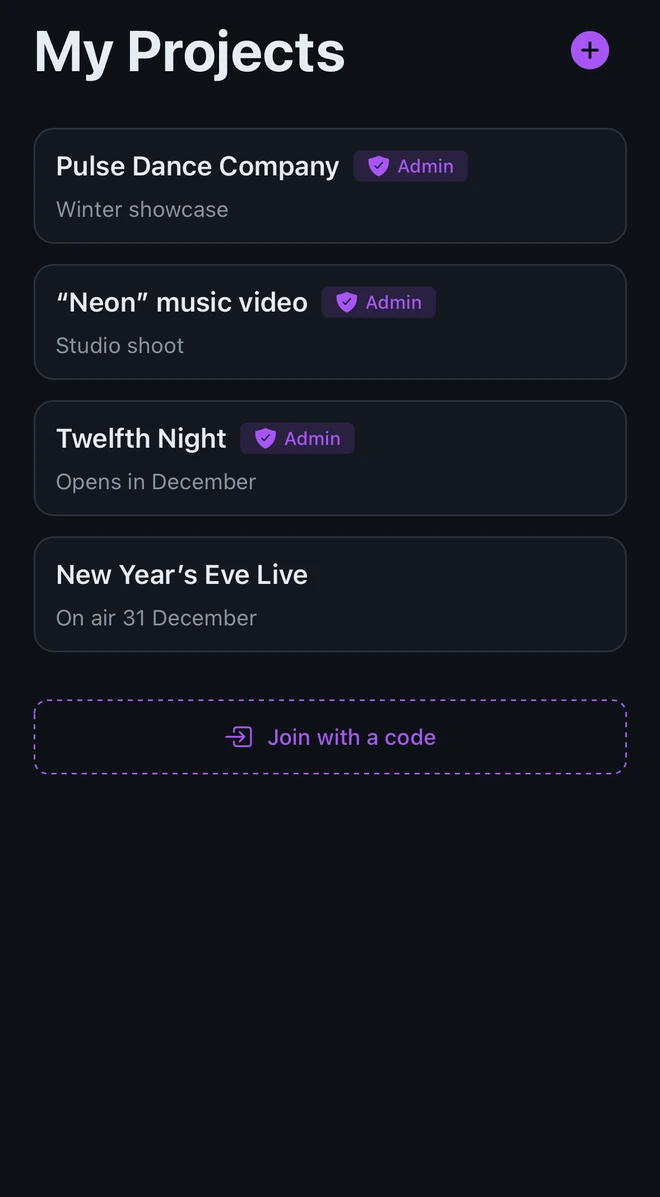 My Projects
Pulse Dance Company Admin
Winter showcase
“Neon” music video Admin
Studio shoot
Twelfth Night Admin
Opens in December
New Year’s Eve Live
On air 31 December
Join with a code